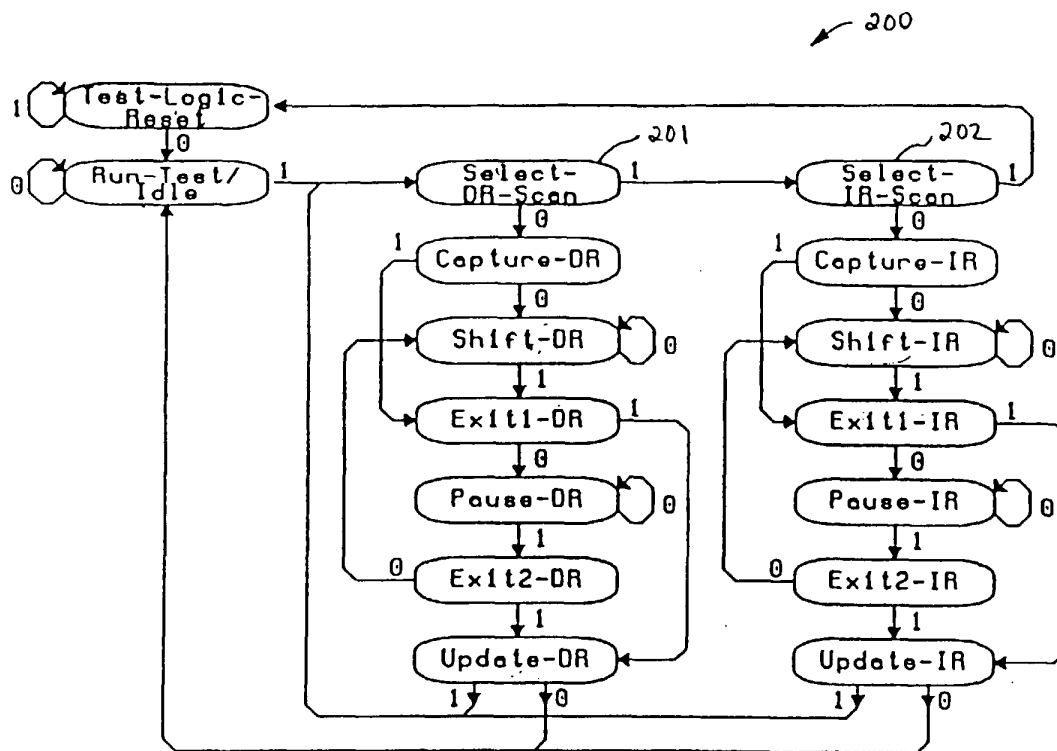 200
Test-Logic-
Reset
1
0
Run-Test/
Idle
0
1
201
Select-
DR-Scan
1
0
202
Select-
IR-Scan
1
0
Capture-DR
1
0
Capture-IR
1
0
Shift-DR
0
1
Shift-IR
0
1
Exit1-DR
1
0
Exit1-IR
1
0
Pause-DR
0
1
Pause-IR
0
1
Exit2-DR
0
1
Exit2-IR
0
1
Update-DR
1
0
Update-IR
1
0